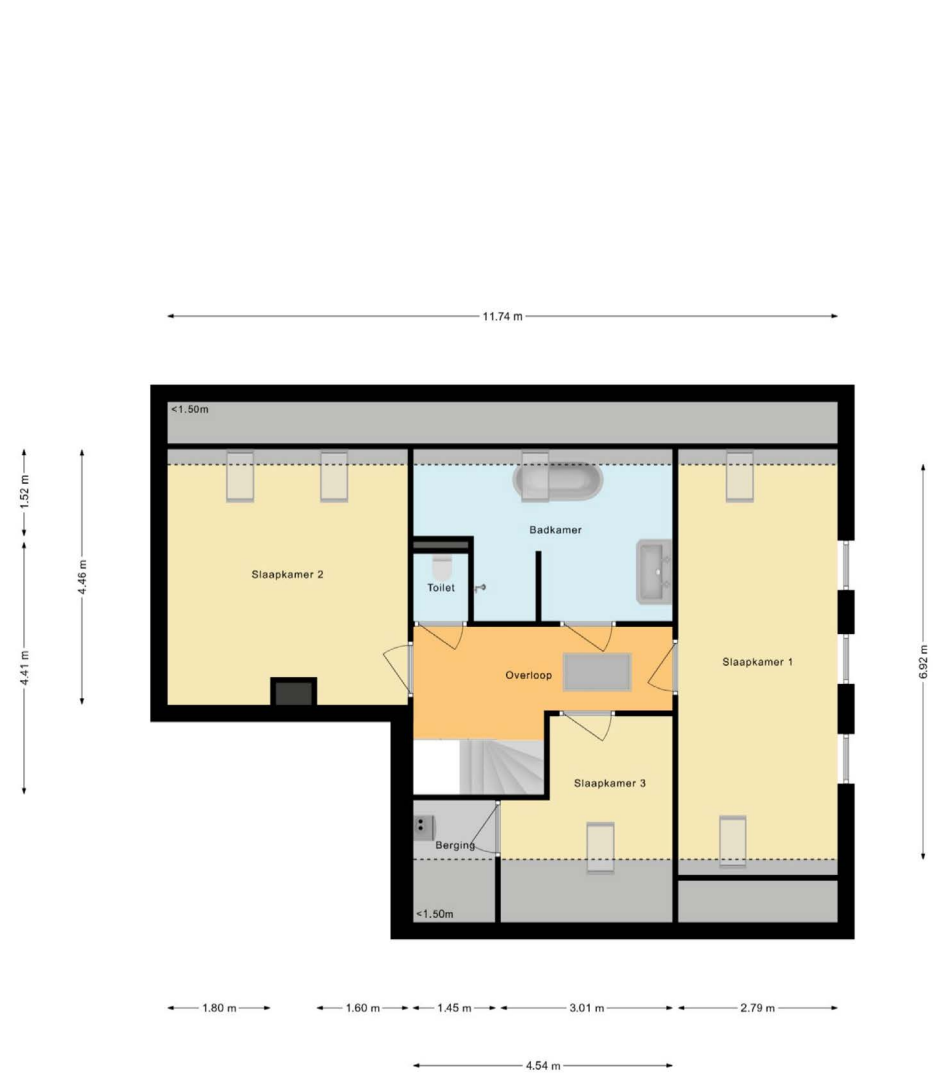 11.74 m
<1.50m
1.52 m
4.46 m
4.41 m
6.92 m
Badkamer
Slaapkamer 2
Toilet
Slaapkamer 1
Overloop
Slaapkamer 3
Berging
<1.50m
1.80 m
1.60 m
1.45 m
3.01 m
2.79 m
4.54 m